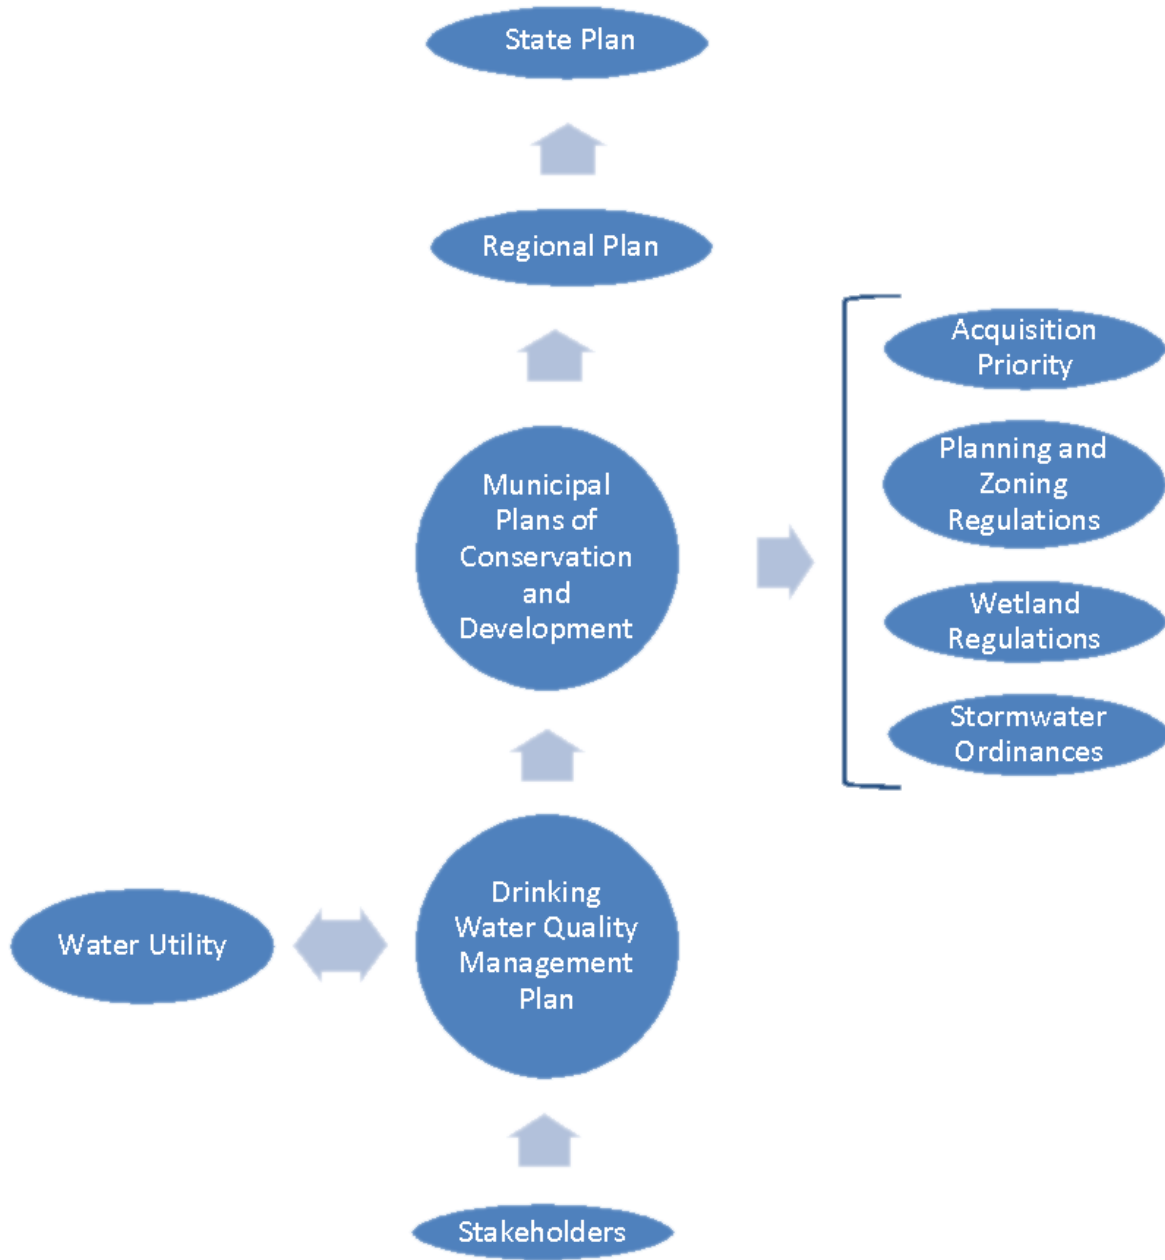 State Plan
Regional Plan
Acquisition
Priority
Planning and
Zoning
Regulations
Municipal
Plans of
Conservation
and
Development
Wetland
Regulations
Stormwater
Ordinances
Drinking
Water Quality
Management
Plan
Water Utility
Stakeholders